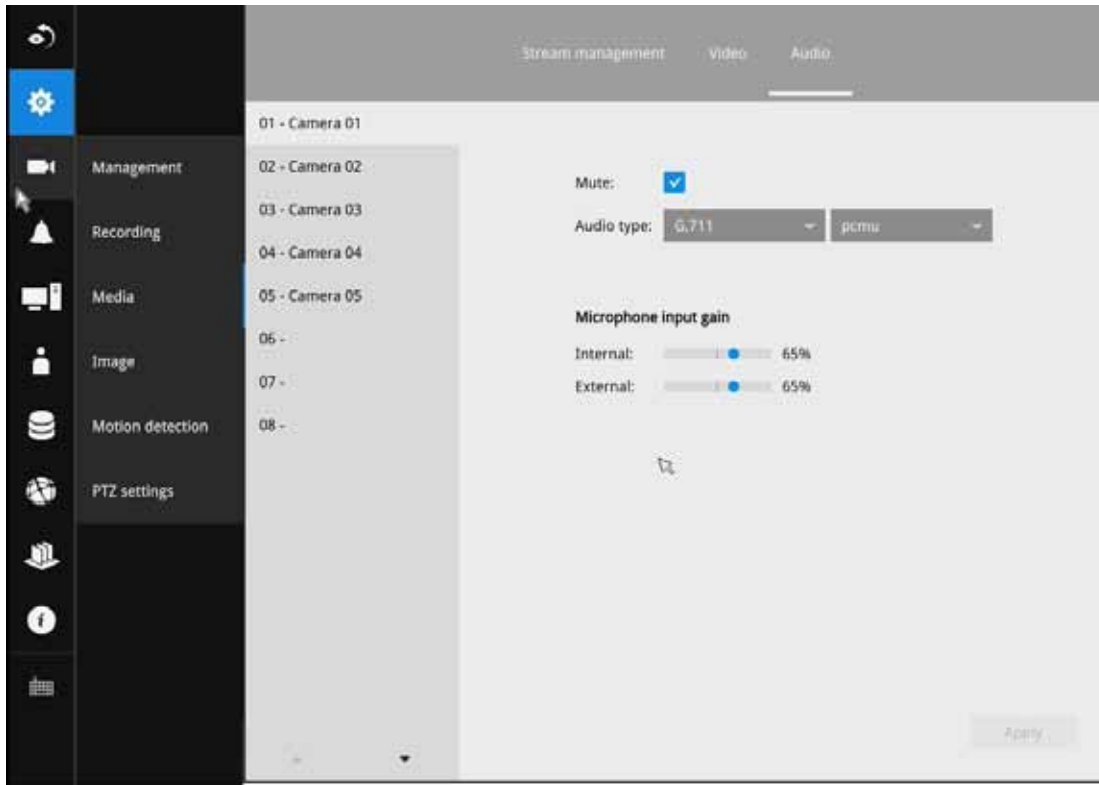 Stream management Video Audio
Management
Recording
Media
Image
Motion detection
PTZ settings
01 - Camera 01
02 - Camera 02
03 - Camera 03
04 - Camera 04
05 - Camera 05
06 -
07 -
08 -
Mute:
Audio type: G.711 pcmu
Microphone input gain
Internal: 65%
External: 65%
Apply